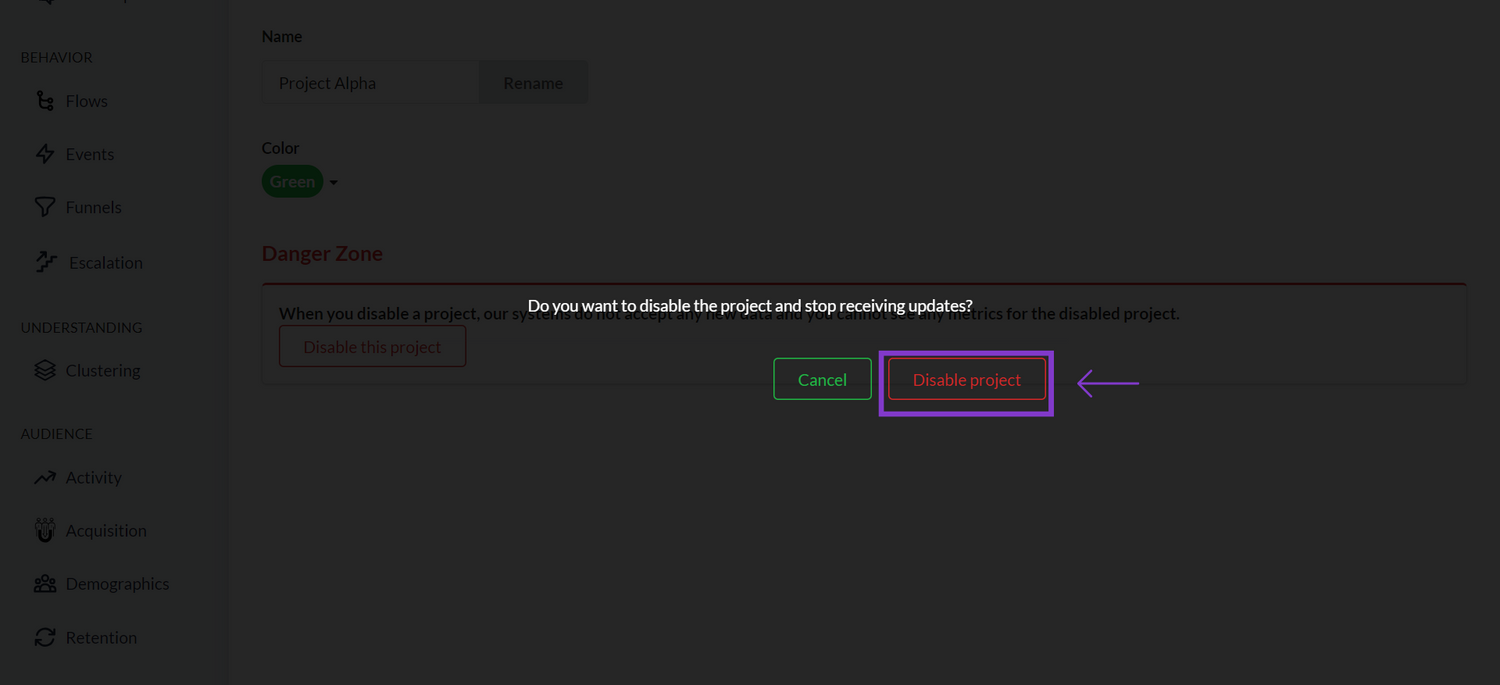 BEHAVIOR
Flows
Events
Funnels
Escalation
UNDERSTANDING
Clustering
AUDIENCE
Activity
Acquisition
Demographics
Retention
Name
Project Alpha
Rename
Color
Green
Danger Zone
Do you want to disable the project and stop receiving updates?
When you disable a project, our systems do not accept any new data and you cannot see any metrics for the disabled project.
Disable this project
Cancel
Disable project